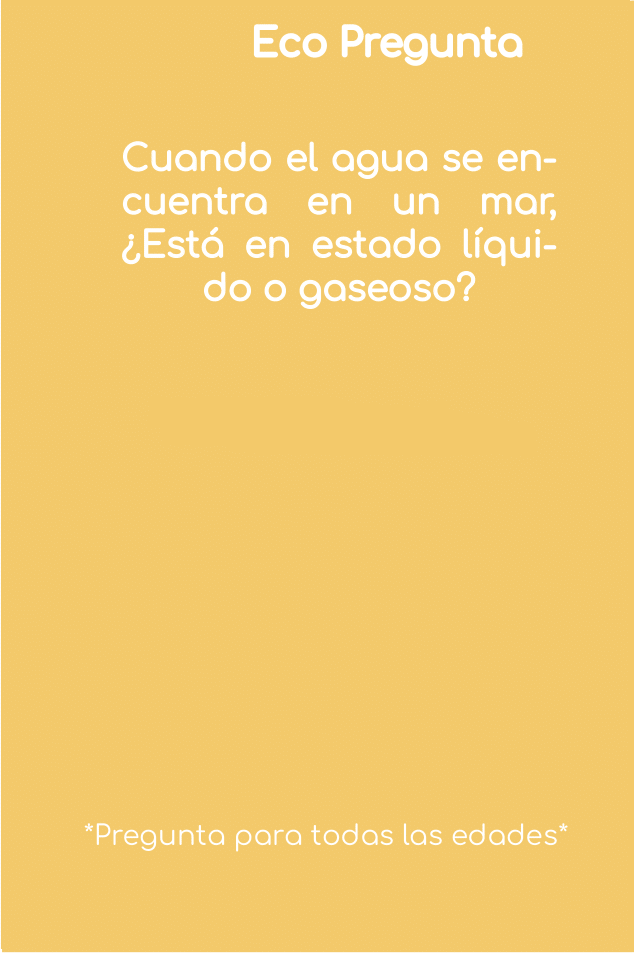 Eco Pregunta
Cuando el agua se en-
cuentra en un mar,
¿Está en estado líqui-
do o gaseoso?
*Pregunta para todas las edades*